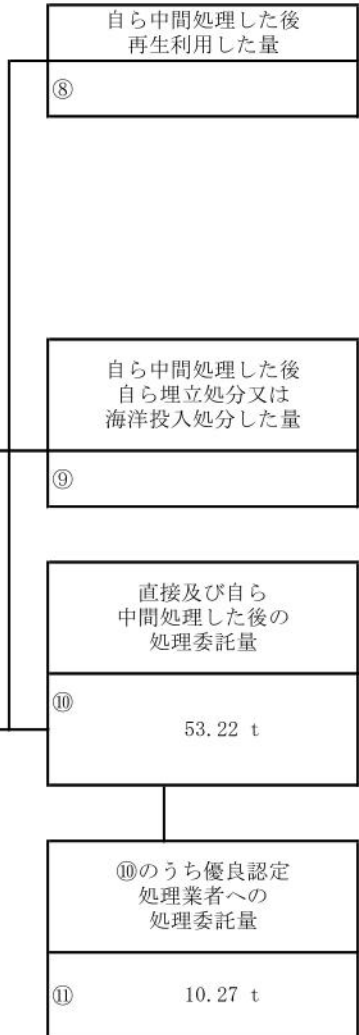 自ら中間処理した後
再生利用した量
⑧
自ら中間処理した後
自ら埋立処分又は
海洋投入処分した量
⑨
直接及び自ら
中間処理した後の
処理委託量
⑩
53.22 t
⑩のうち優良認定
処理業者への
処理委託量
⑪ 10.27 t